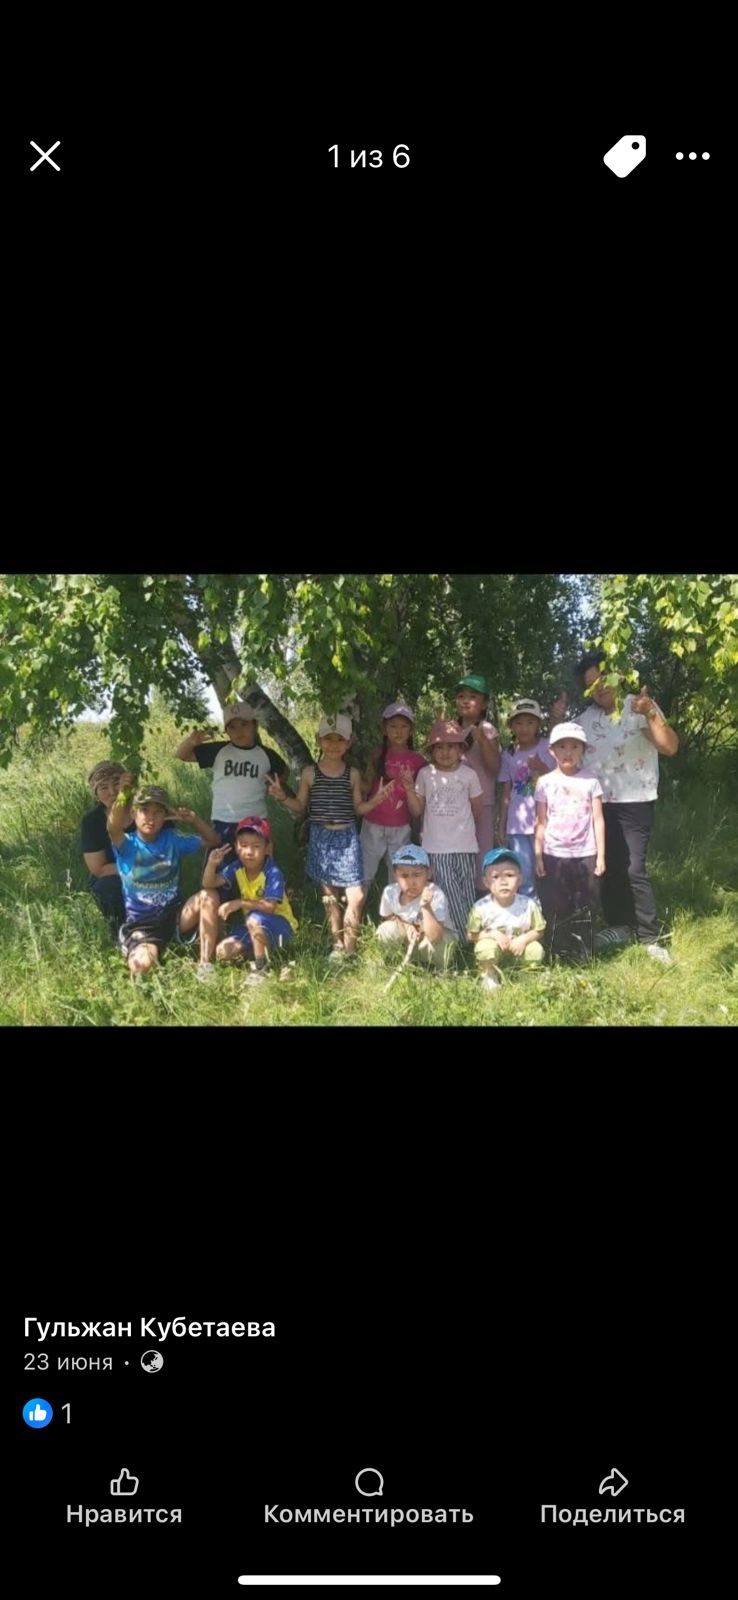 1 из 6
BUFU
Гульжан Кубетаева
23 июня ·
1
Нравится
Комментировать
Поделиться